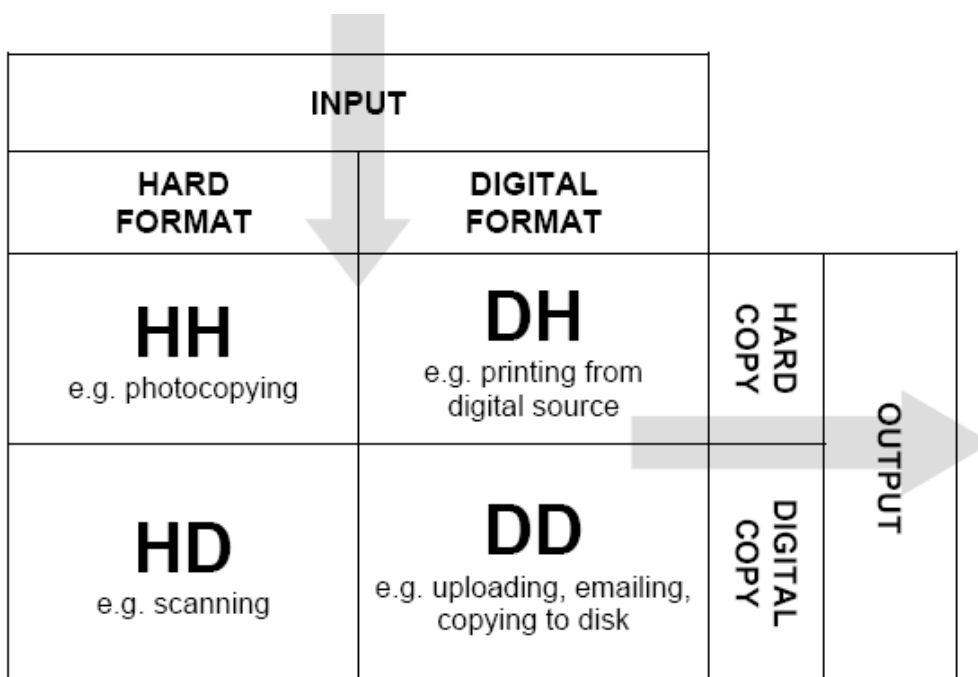 INPUT
HARD
FORMAT
DIGITAL
FORMAT
HH
e.g. photocopying
DH
e.g. printing from
digital source
HARD
COPY
OUTPUT
HD
e.g. scanning
DD
e.g. uploading, emailing,
copying to disk
DIGITAL
COPY